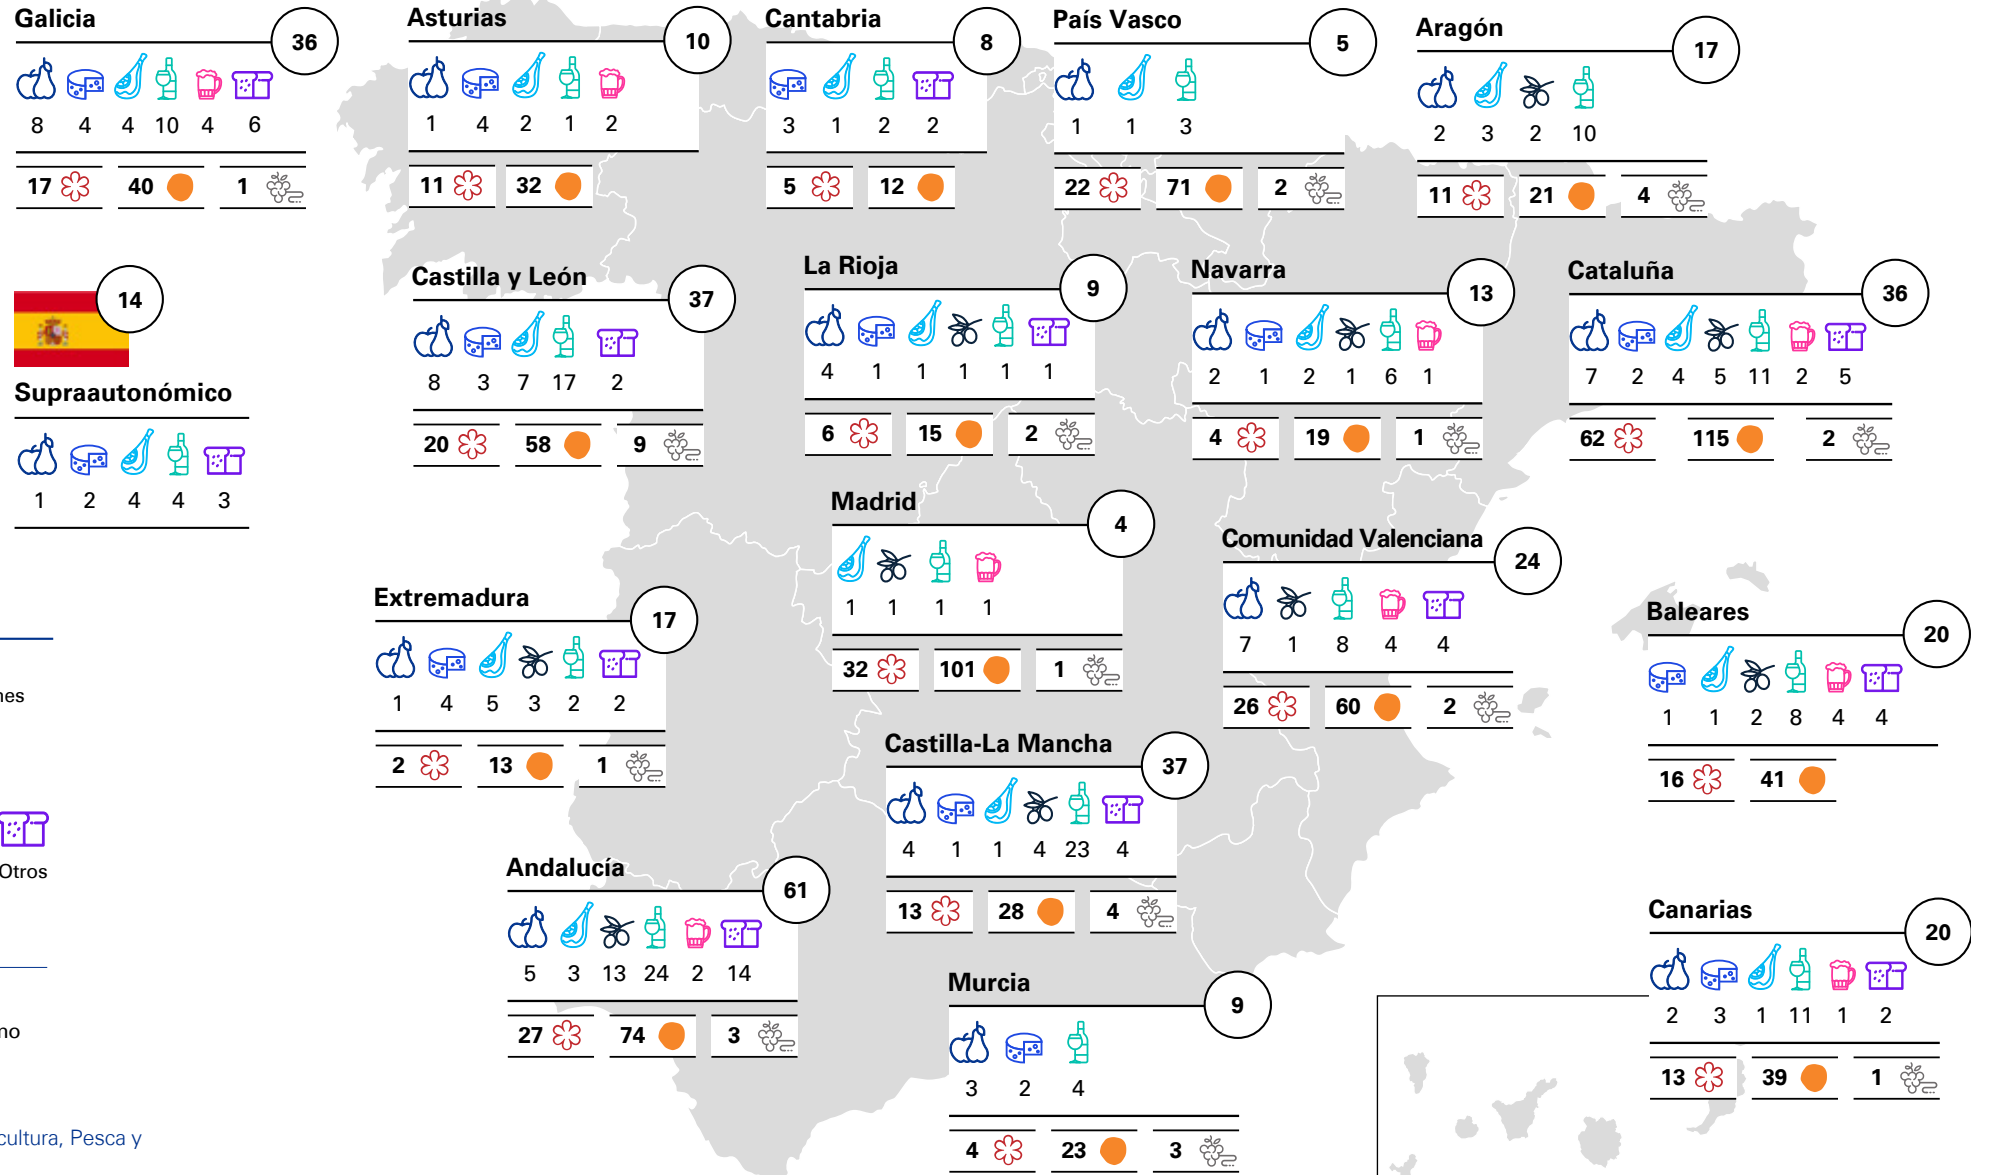 Galicia
36
8 4 4 10 4 6
17 40 1
Asturias
10
1 4 2 1 2
11 32
Cantabria
8
3 1 2 2
5 12
País Vasco
5
1 1 3
22 71 2
Aragón
17
2 3 2 10
11 21 4
14
Supraautonómico
1 2 4 4 3
Castilla y León
37
8 3 7 17 2
20 58 9
La Rioja
9
4 1 1 1 1 1
6 15 2
Navarra
13
2 1 2 1 6 1
4 19 1
Cataluña
36
7 2 4 5 11 2 5
62 115 2
Madrid
4
1 1 1 1
32 101 1
Comunidad Valenciana
24
7 1 8 4 4
26 60 2
Extremadura
17
1 4 5 3 2 2
2 13 1
Baleares
20
1 1 2 8 4 4
16 41
Castilla-La Mancha
37
4 1 1 4 23 4
13 28 4
Andalucía
61
5 3 13 24 2 14
27 74 3
Canarias
20
2 3 1 11 1 2
13 39 1
Murcia
9
3 2 4
4 23 3
nes
Otros
no
cultura, Pesca y